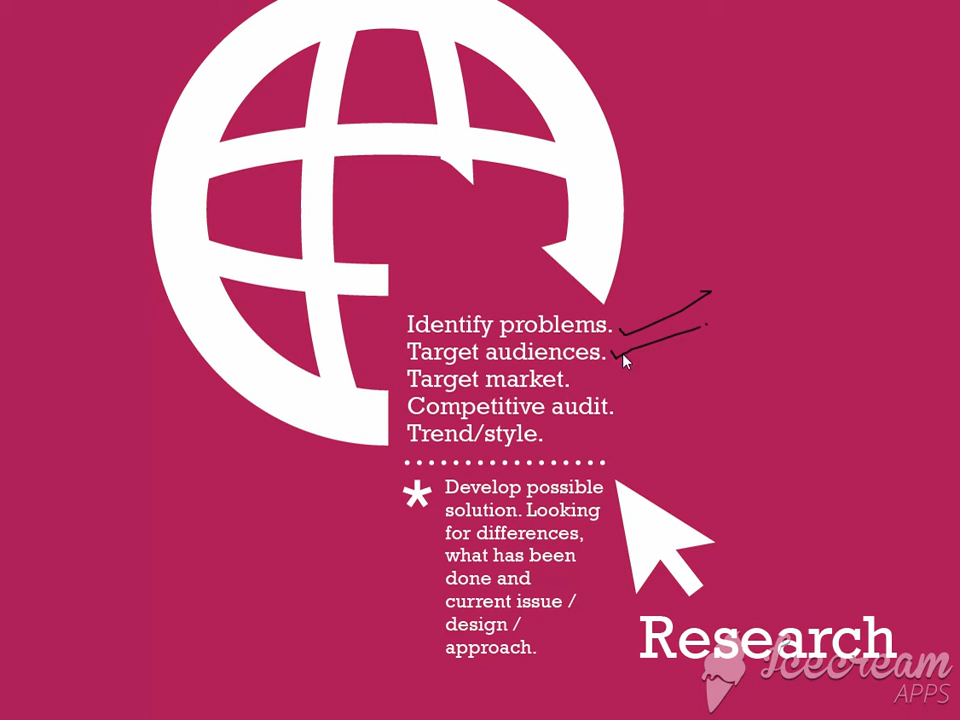 Identify problems.
Target audiences.
Target market.
Competitive audit.
Trend/style.
* Develop possible
solution. Looking
for differences,
what has been
done and
current issue /
design /
approach.
Research
Icecream
APPS